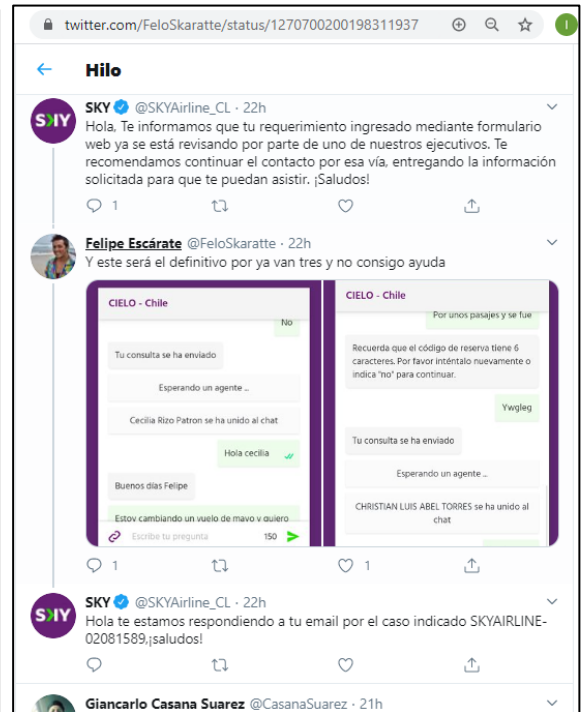 twitter.com/FeloSkaratte/status/1270700200198311937
I
Hilo
SKY
SKY @SKYAirline_CL · 22h
Hola, Te informamos que tu requerimiento ingresado mediante formulario
web ya se está revisando por parte de uno de nuestros ejecutivos. Te
recomendamos continuar el contacto por esa vía, entregando la información
solicitada para que te puedan asistir. ¡Saludos!
1
Felipe Escárate @FeloSkaratte · 22h
Y este será el definitivo por ya van tres y no consigo ayuda
CIELO - Chile
No
Tu consulta se ha enviado
Esperando un agente ...
Cecilia Rizo Patron se ha unido al chat
Hola cecilia
Buenos días Felipe
Estoy cambiando un vuelo de mayo y quiero
Escribe tu pregunta 150
CIELO - Chile
Por unos pasajes y se fue
Recuerda que el código de reserva tiene 6
caracteres. Por favor inténtalo nuevamente o
indica "no" para continuar.
Ywgleg
Tu consulta se ha enviado
Esperando un agente ...
CHRISTIAN LUIS ABEL TORRES se ha unido al
chat
1 1
SKY
SKY @SKYAirline_CL · 22h
Hola te estamos respondiendo a tu email por el caso indicado SKYAIRLINE-
02081589,¡saludos!
Giancarlo Casana Suarez @CasanaSuarez · 21h